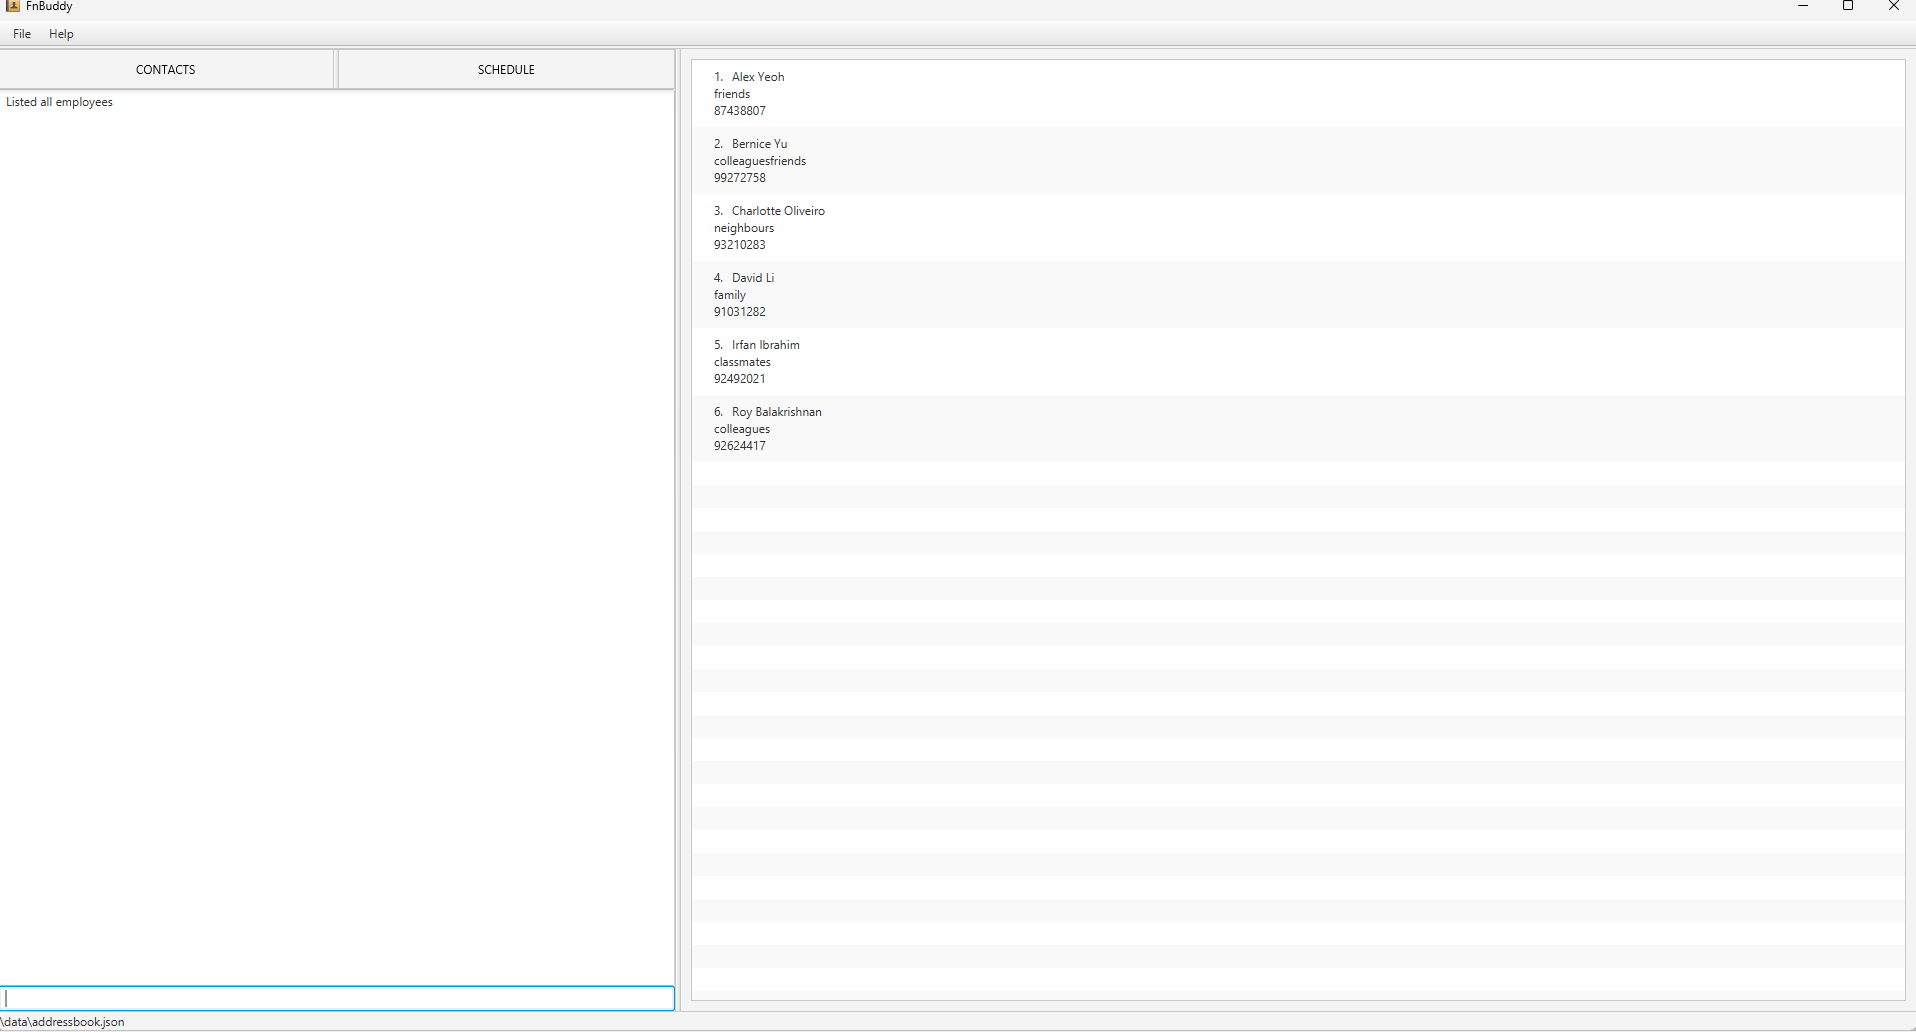 FnBuddy
File Help
CONTACTS SCHEDULE
Listed all employees
1. Alex Yeoh
friends
87438807
2. Bernice Yu
colleaguesfriends
99272758
3. Charlotte Oliveiro
neighbours
93210283
4. David Li
family
91031282
5. Irfan Ibrahim
classmates
92492021
6. Roy Balakrishnan
colleagues
92624417
\data\addressbook.json